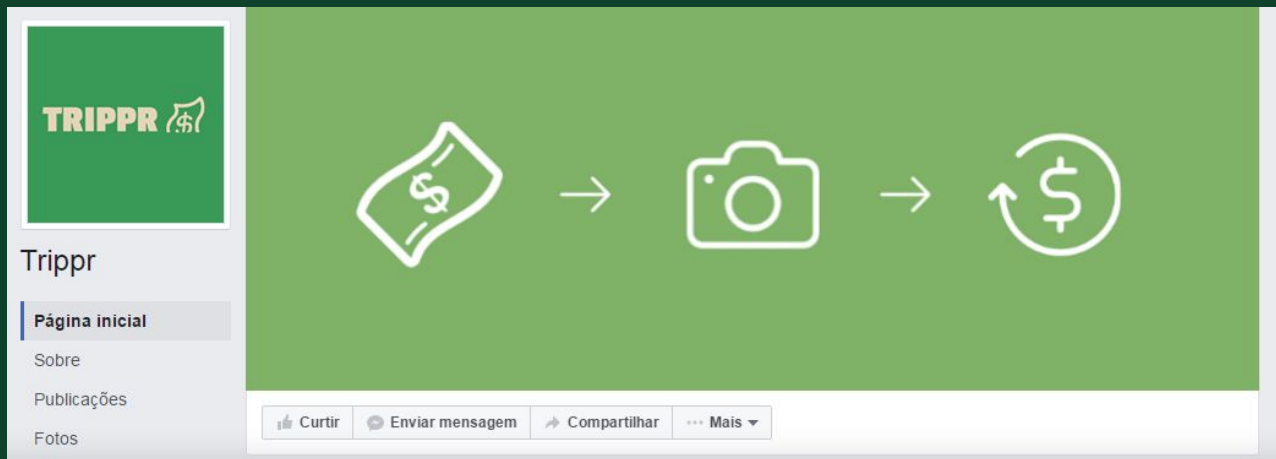 TRIPPR
Trippr
Página inicial
Sobre
Publicações
Fotos
Curtir Enviar mensagem Compartilhar ··· Mais